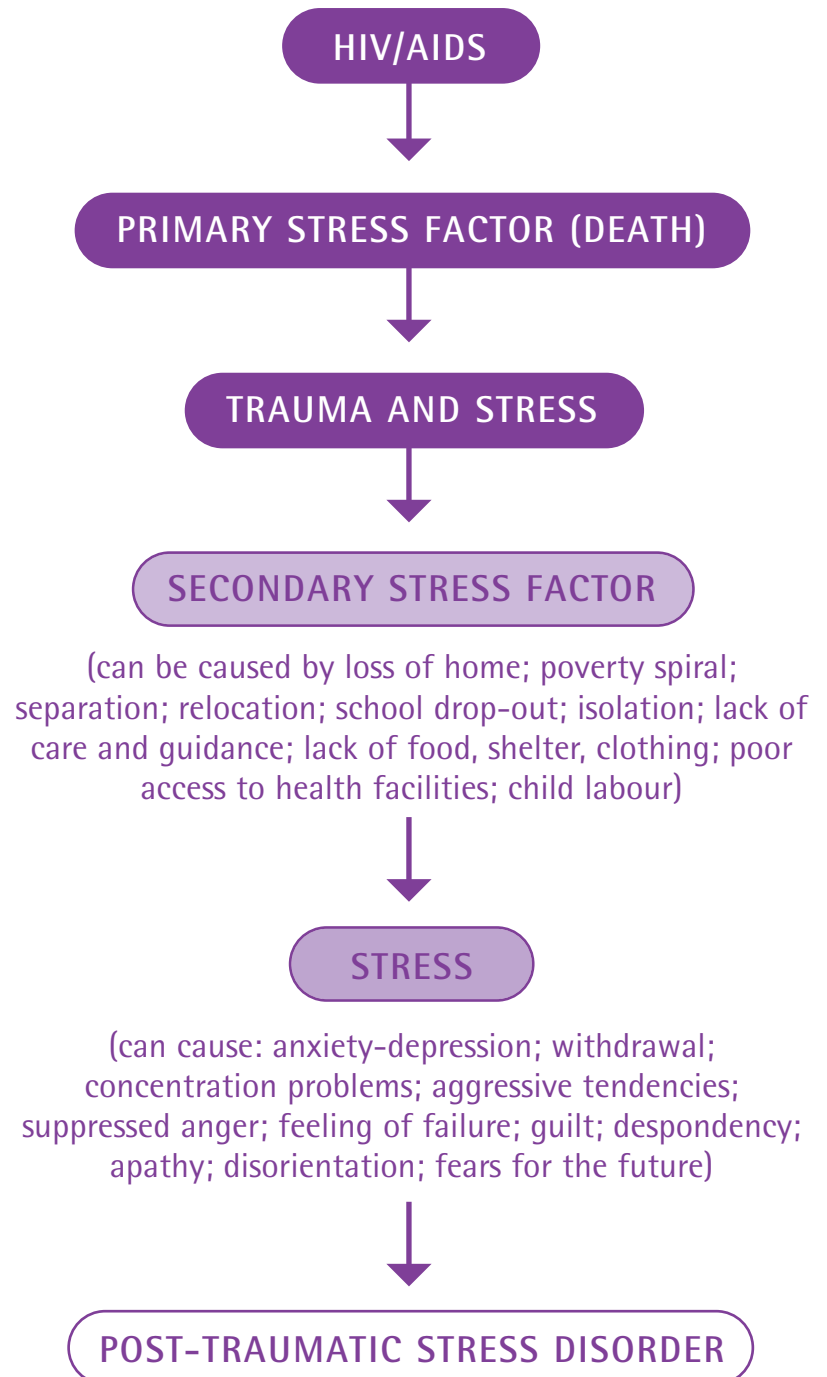 HIV/AIDS
PRIMARY STRESS FACTOR (DEATH)
TRAUMA AND STRESS
SECONDARY STRESS FACTOR
(can be caused by loss of home; poverty spiral;
separation; relocation; school drop-out; isolation; lack of
care and guidance; lack of food, shelter, clothing; poor
access to health facilities; child labour)
STRESS
(can cause: anxiety-depression; withdrawal;
concentration problems; aggressive tendencies;
suppressed anger; feeling of failure; guilt; despondency;
apathy; disorientation; fears for the future)
POST-TRAUMATIC STRESS DISORDER